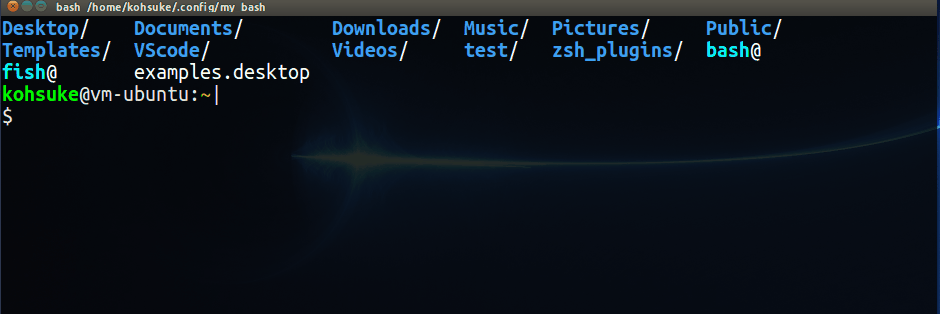 bash /home/kohsuke/.config/my bash
Desktop/ Documents/ Downloads/ Music/ Pictures/ Public/
Templates/ VScode/ Videos/ test/ zsh_plugins/ bash@
fish@ examples.desktop
kohsuke@vm-ubuntu:~|
$